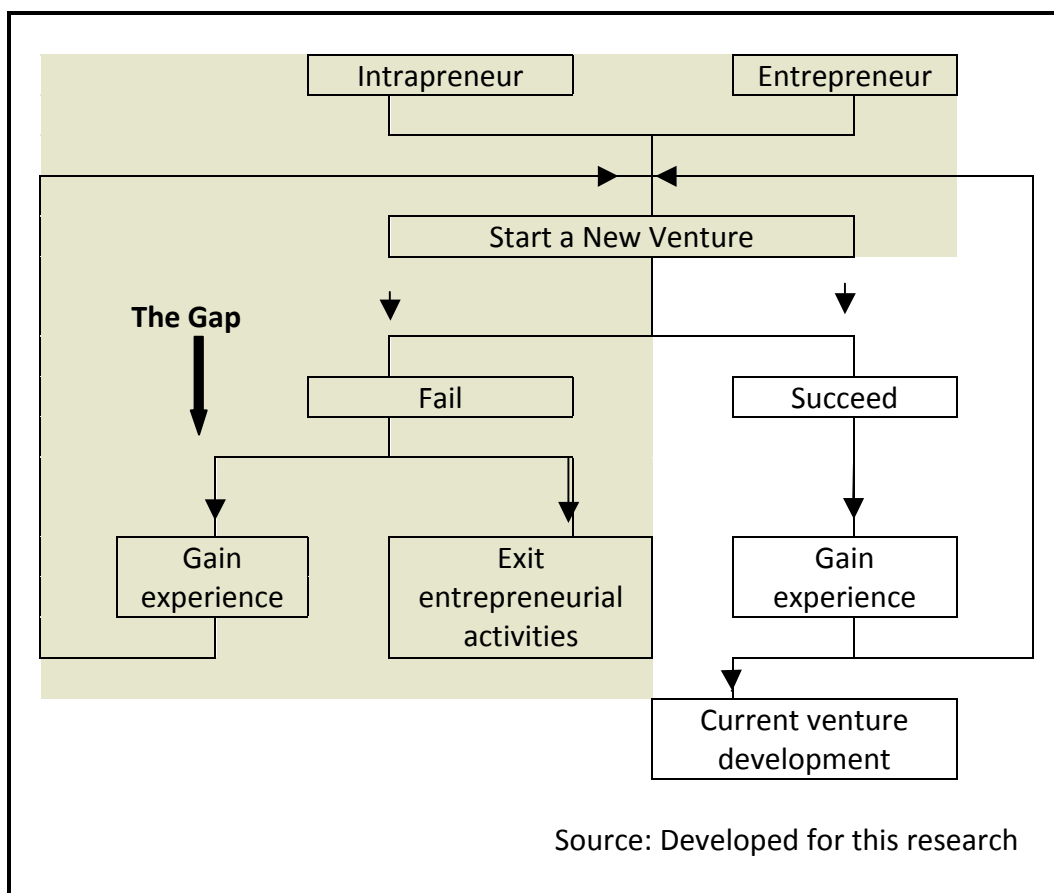 Intrapreneur
Entrepreneur
Start a New Venture
The Gap
Fail
Succeed
Gain
experience
Exit
entrepreneurial
activities
Gain
experience
Current venture
development
Source: Developed for this research